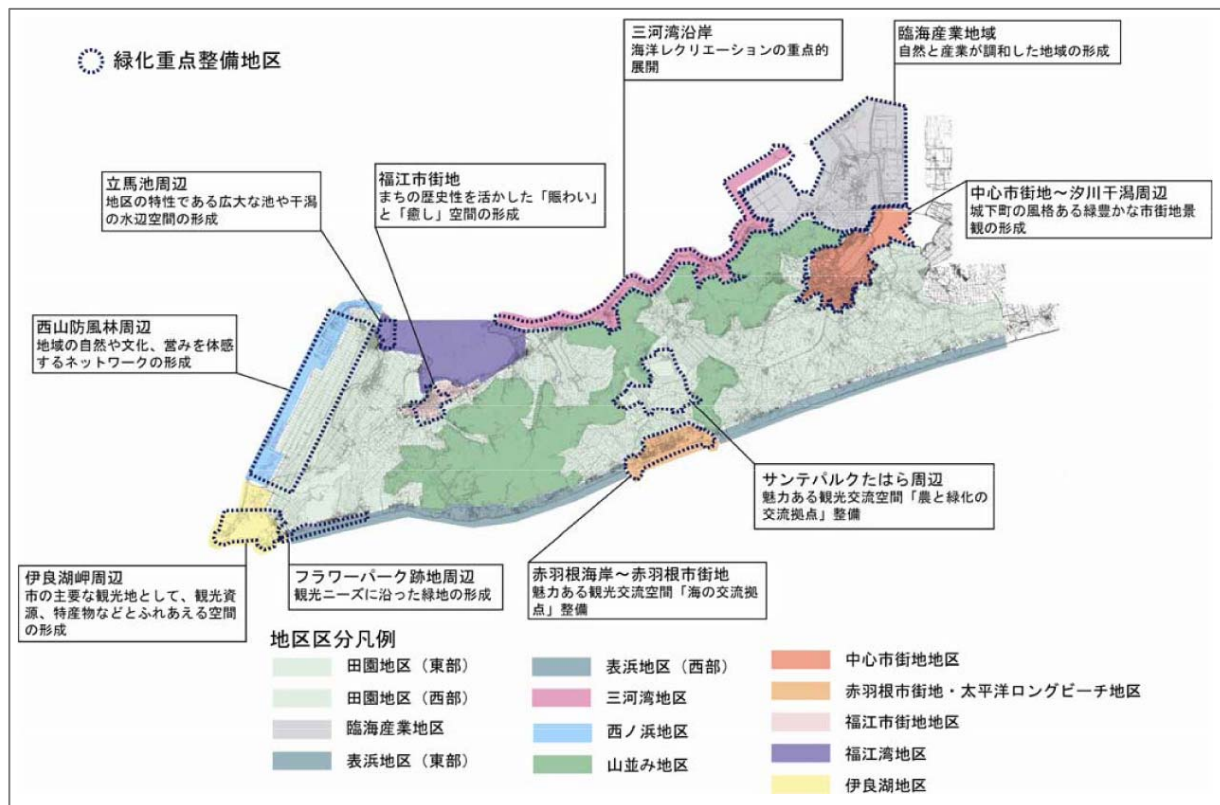 緑化重点整備地区
三河湾沿岸
海洋レクリエーションの重点的
展開
臨海産業地域
自然と産業が調和した地域の形成
立馬池周辺
地区の特性である広大な池や干潟
の水辺空間の形成
福江市街地
まちの歴史性を活かした「賑わい」
と「癒し」空間の形成
中心市街地～汐川干潟周辺
城下町の風格ある緑豊かな市街地景
観の形成
西山防風林周辺
地域の自然や文化、営みを体感
するネットワークの形成
サンテパルクたはら周辺
魅力ある観光交流空間「農と緑化の
交流拠点」整備
伊良湖岬周辺
市の主要な観光地として、観光資
源、特産物などとふれあえる空間
の形成
フラワーパーク跡地周辺
観光ニーズに沿った緑地の形成
赤羽根海岸～赤羽根市街地
魅力ある観光交流空間「海の交流拠
点」整備
地区区分凡例
田園地区（東部）
田園地区（西部）
臨海産業地区
表浜地区（東部）
表浜地区（西部）
三河湾地区
西ノ浜地区
山並み地区
中心市街地地区
赤羽根市街地・太平洋ロングビーチ地区
福江市街地地区
福江湾地区
伊良湖地区